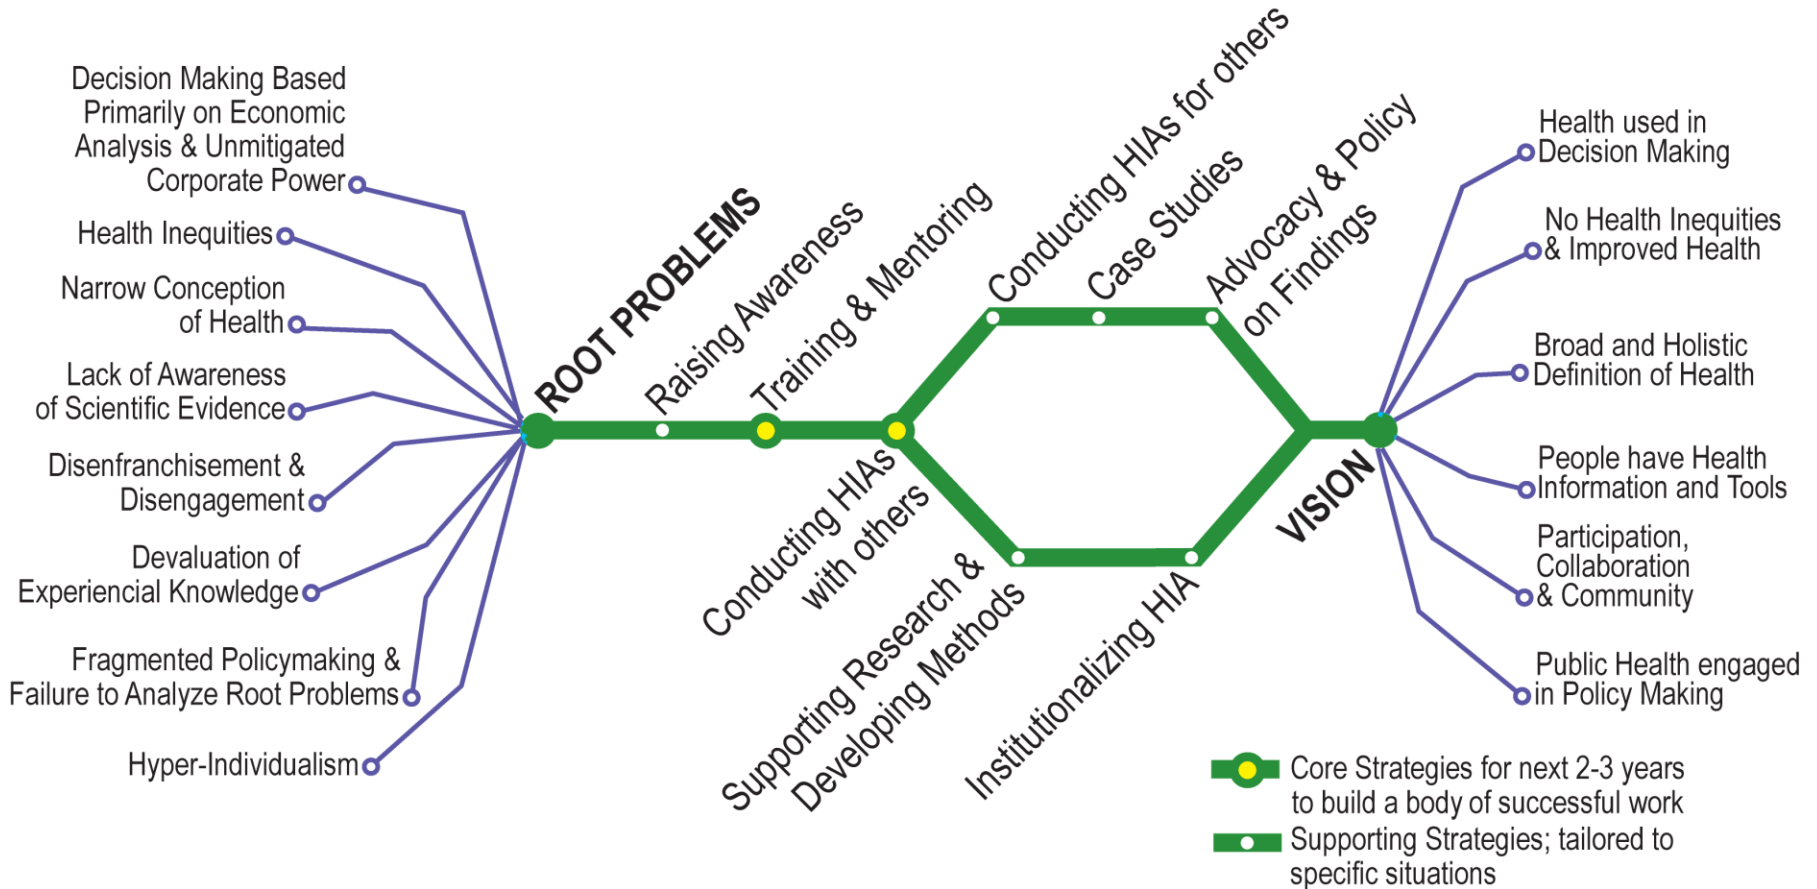 Decision Making Based
Primarily on Economic
Analysis & Unmitigated
Corporate Power
Health Inequities
Narrow Conception
of Health
Lack of Awareness
of Scientific Evidence
Disenfranchisement &
Disengagement
Devaluation of
Experiencial Knowledge
Fragmented Policymaking &
Failure to Analyze Root Problems
Hyper-Individualism
ROOT PROBLEMS
Raising Awareness
Training & Mentoring
Conducting HIAs
with others
Conducting HIAs for others
Case Studies
Advocacy & Policy
on Findings
Supporting Research &
Developing Methods
Institutionalizing HIA
VISION
Health used in
Decision Making
No Health Inequities
& Improved Health
Broad and Holistic
Definition of Health
People have Health
Information and Tools
Participation,
Collaboration
& Community
Public Health engaged
in Policy Making
Core Strategies for next 2-3 years
to build a body of successful work
Supporting Strategies; tailored to
specific situations